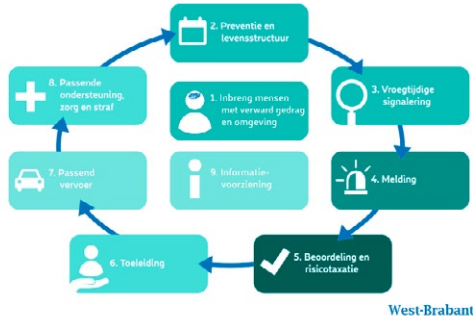 2. Preventie en
levensstructuur
8. Passende
ondersteuning,
zorg en straf
1. Inbreng mensen
met verward gedrag
en omgeving
3. Vroegtijdige
signalering
7. Passend
vervoer
9. Informatie-
voorziening
4. Melding
6. Toeleiding
5. Beoordeling en
risicotaxatie
West-Brabant